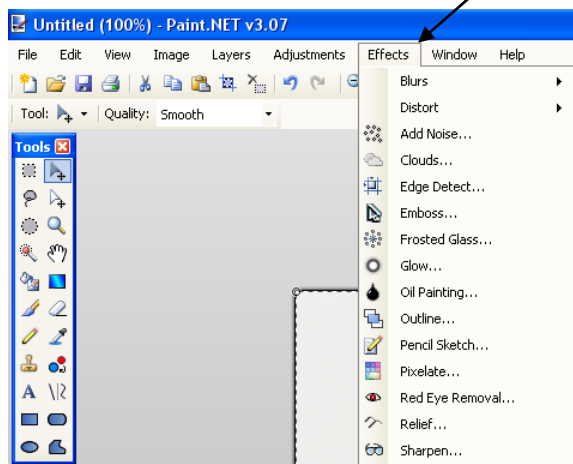 Untitled (100%) - Paint.NET v3.07
File Edit View Image Layers Adjustments Effects Window Help
Tool: Quality: Smooth
Tools
Blurs
Distort
Add Noise...
Clouds...
Edge Detect...
Emboss...
Frosted Glass...
Glow...
Oil Painting...
Outline...
Pencil Sketch...
Pixelate...
Red Eye Removal...
Relief...
Sharpen...
A